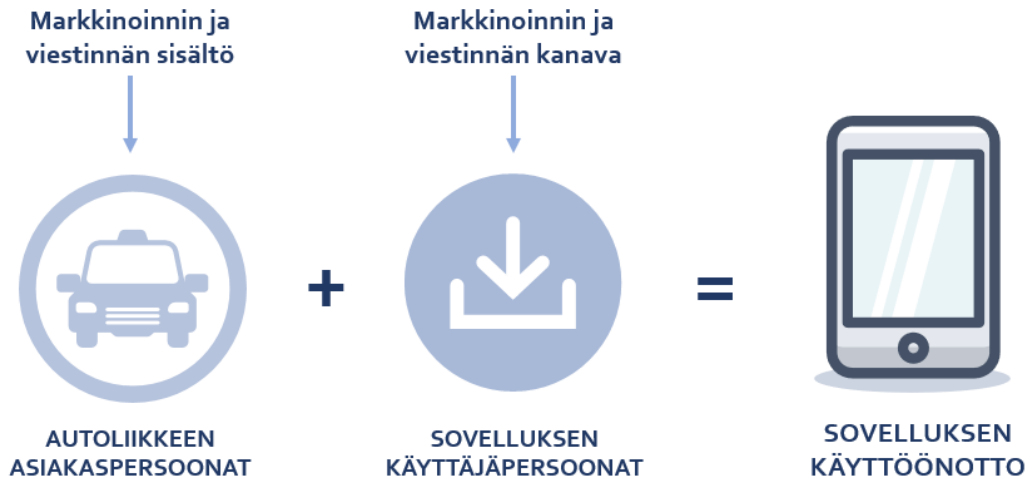 Markkinoinnin ja
viestinnän sisältö
Markkinoinnin ja
viestinnän kanava
+
=
AUTOLIIKKEEN
ASIAKASPERSOONAT
SOVELLUKSEN
KÄYTTÄJÄPERSOONAT
SOVELLUKSEN
KÄYTTÖÖNOTTO